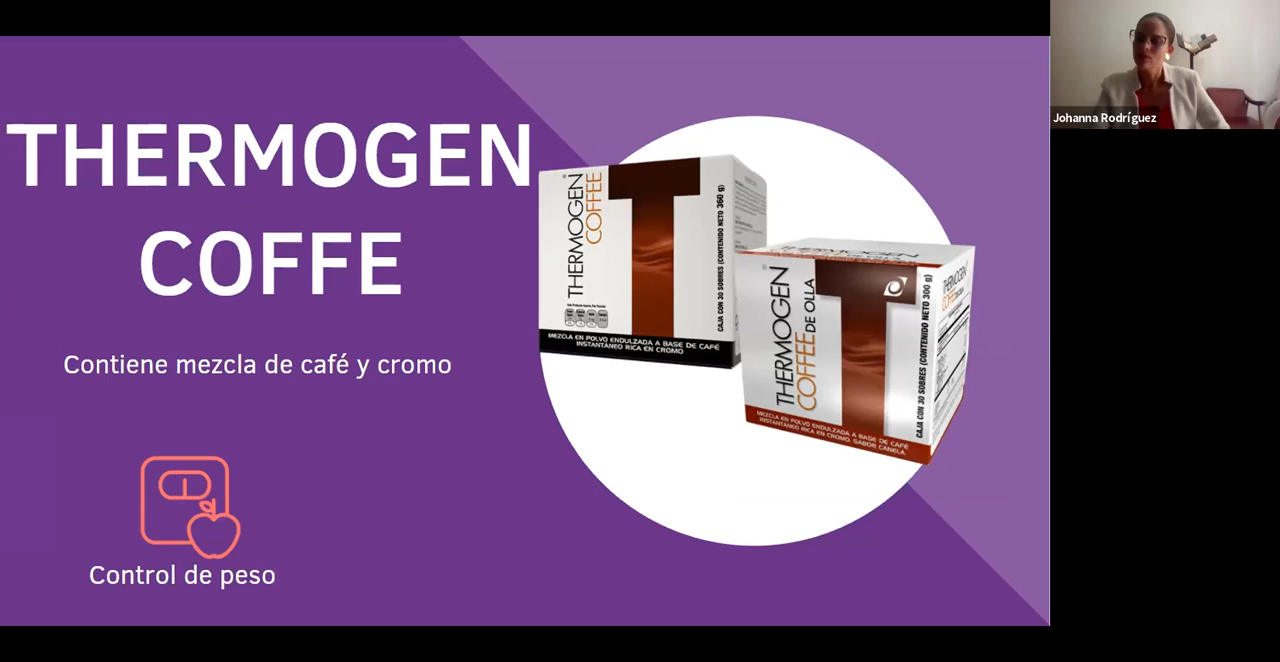 THERMOGEN
COFFE
Contiene mezcla de café y cromo
Control de peso
THERMOGEN
COFFEE
CAJA CON 30 SOBRES (CONTENIDO NETO 360 g)
MEZCLA EN POLVO ENDULZADA A BASE DE CAFÉ
INSTANTÁNEO RICA EN CROMO
THERMOGEN
COFFEE DE OLLA
CAJA CON 30 SOBRES (CONTENIDO NETO 300 g)
MEZCLA EN POLVO ENDULZADA A BASE DE CAFÉ
INSTANTÁNEO RICA EN CROMO. SABOR CANELA
THERMOGEN
THERMOGEN
COFFEE
Johanna Rodríguez